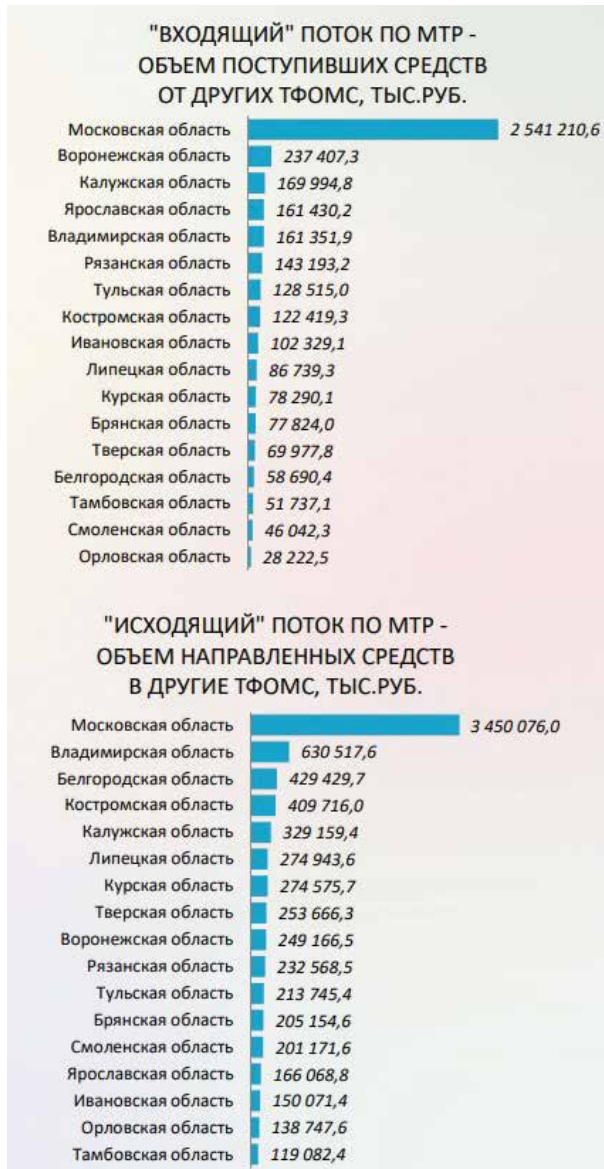 "ВХОДЯЩИЙ" ПОТОК ПО МТР -
ОБЪЕМ ПОСТУПИВШИХ СРЕДСТВ
ОТ ДРУГИХ ТФОМС, ТЫС.РУБ.
Московская область 2 541 210,6
Воронежская область 237 407,3
Калужская область 169 994,8
Ярославская область 161 430,2
Владимирская область 161 351,9
Рязанская область 143 193,2
Тульская область 128 515,0
Костромская область 122 419,3
Ивановская область 102 329,1
Липецкая область 86 739,3
Курская область 78 290,1
Брянская область 77 824,0
Тверская область 69 977,8
Белгородская область 58 690,4
Тамбовская область 51 737,1
Смоленская область 46 042,3
Орловская область 28 222,5
"ИСХОДЯЩИЙ" ПОТОК ПО МТР -
ОБЪЕМ НАПРАВЛЕННЫХ СРЕДСТВ
В ДРУГИЕ ТФОМС, ТЫС.РУБ.
Московская область 3 450 076,0
Владимирская область 630 517,6
Белгородская область 429 429,7
Костромская область 409 716,0
Калужская область 329 159,4
Липецкая область 274 943,6
Курская область 274 575,7
Тверская область 253 666,3
Воронежская область 249 166,5
Рязанская область 232 568,5
Тульская область 213 745,4
Брянская область 205 154,6
Смоленская область 201 171,6
Ярославская область 166 068,8
Ивановская область 150 071,4
Орловская область 138 747,6
Тамбовская область 119 082,4